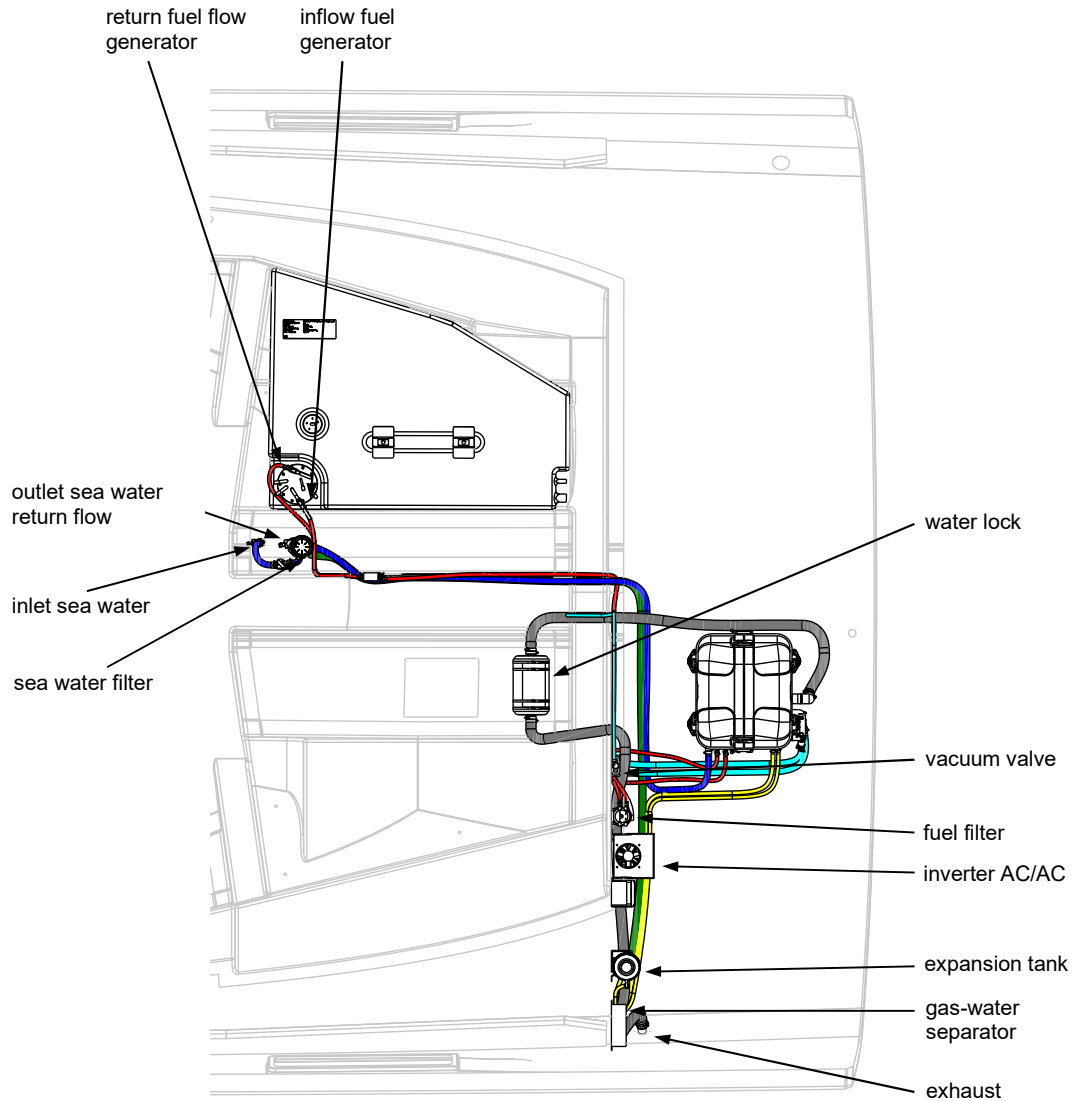 return fuel flow
generator
inflow fuel
generator
outlet sea water
return flow
inlet sea water
sea water filter
water lock
vacuum valve
fuel filter
inverter AC/AC
expansion tank
gas-water
separator
exhaust